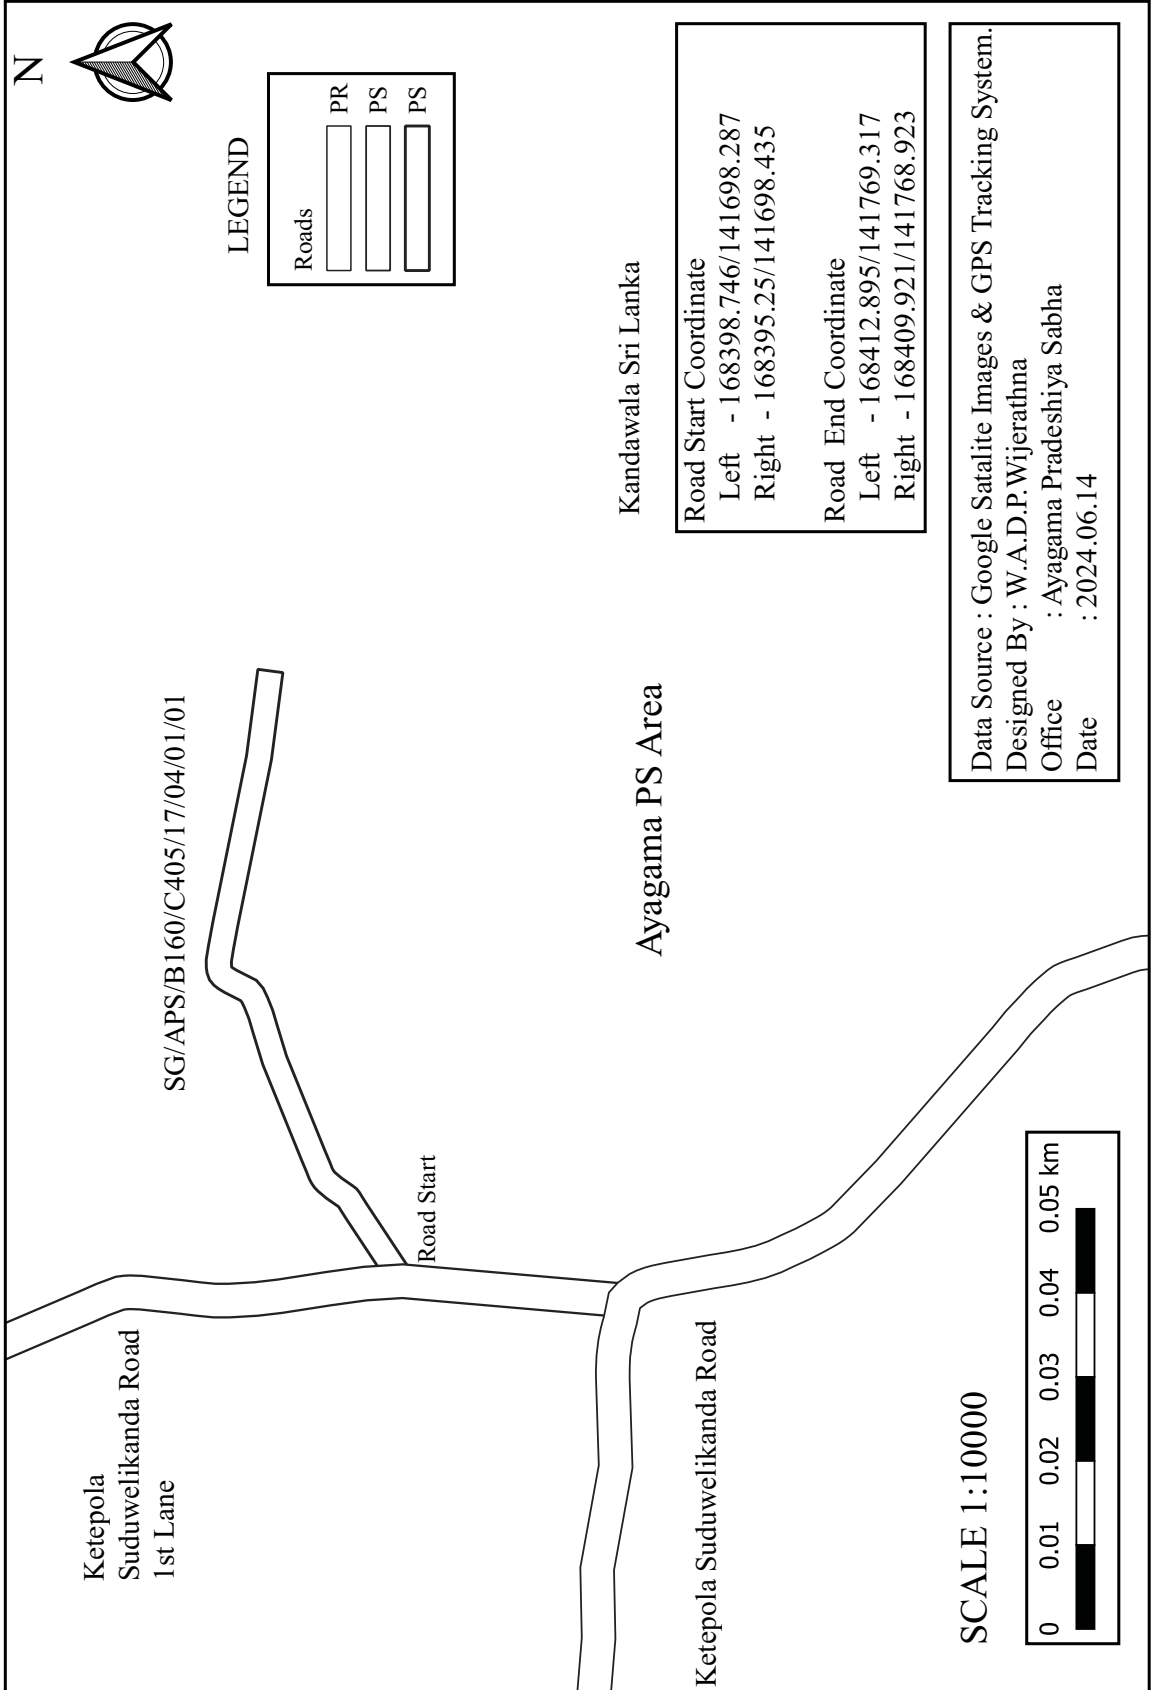 N
LEGEND
Roads
PR
PS
PS
SG/APS/B160/C405/17/04/01/01
Ketepola
Suduwelikanda Road
1st Lane
Road Start
Kandawala Sri Lanka
Ayagama PS Area
Ketepola Suduwelikanda Road
Road Start Coordinate
Left - 168398.746/141698.287
Right - 168395.25/141698.435
Road End Coordinate
Left - 168412.895/141769.317
Right - 168409.921/141768.923
Data Source : Google Satalite Images & GPS Tracking System.
Designed By : W.A.D.P.Wijerathna
Office : Ayagama Pradeshiya Sabha
Date : 2024.06.14
SCALE 1:10000
0 0.01 0.02 0.03 0.04 0.05 km